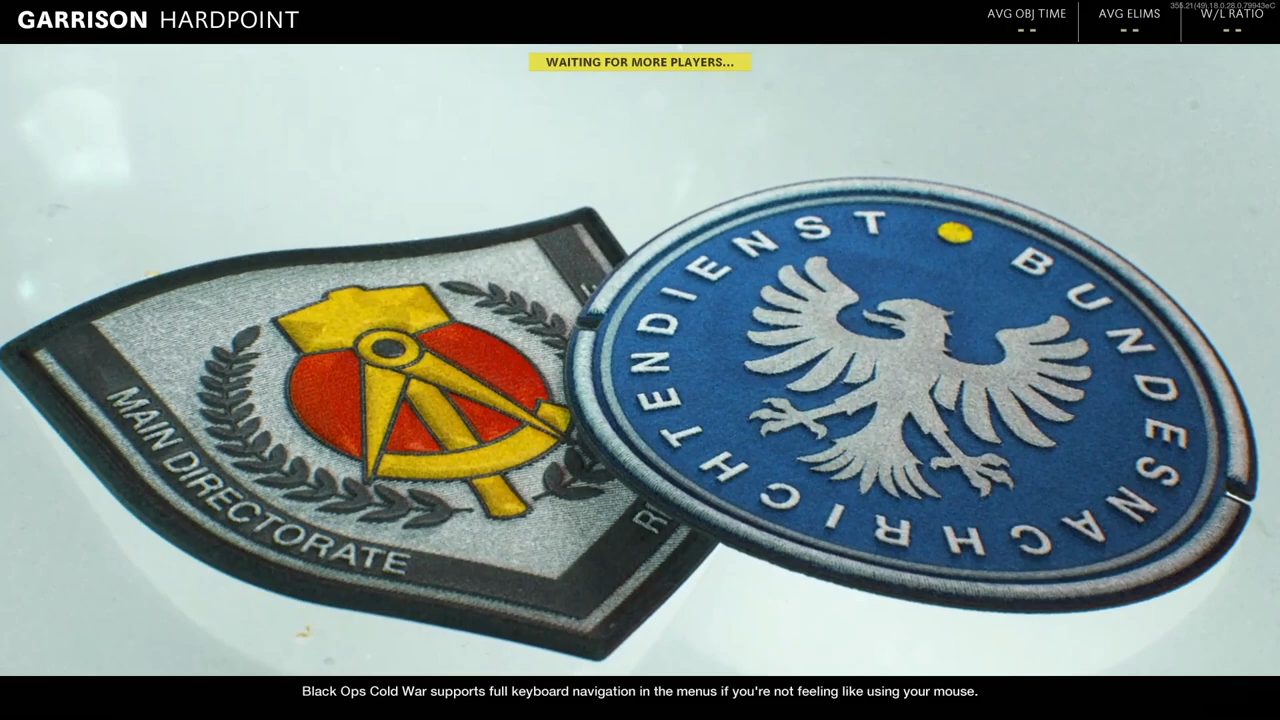 GARRISON HARDPOINT
AVG OBJ TIME
AVG ELIMS
W/L RATIO
- -
- -
- -
WAITING FOR MORE PLAYERS...
MAIN DIRECTORATE
BUNDESNACHRICHTENDIENST
Black Ops Cold War supports full keyboard navigation in the menus if you're not feeling like using your mouse.